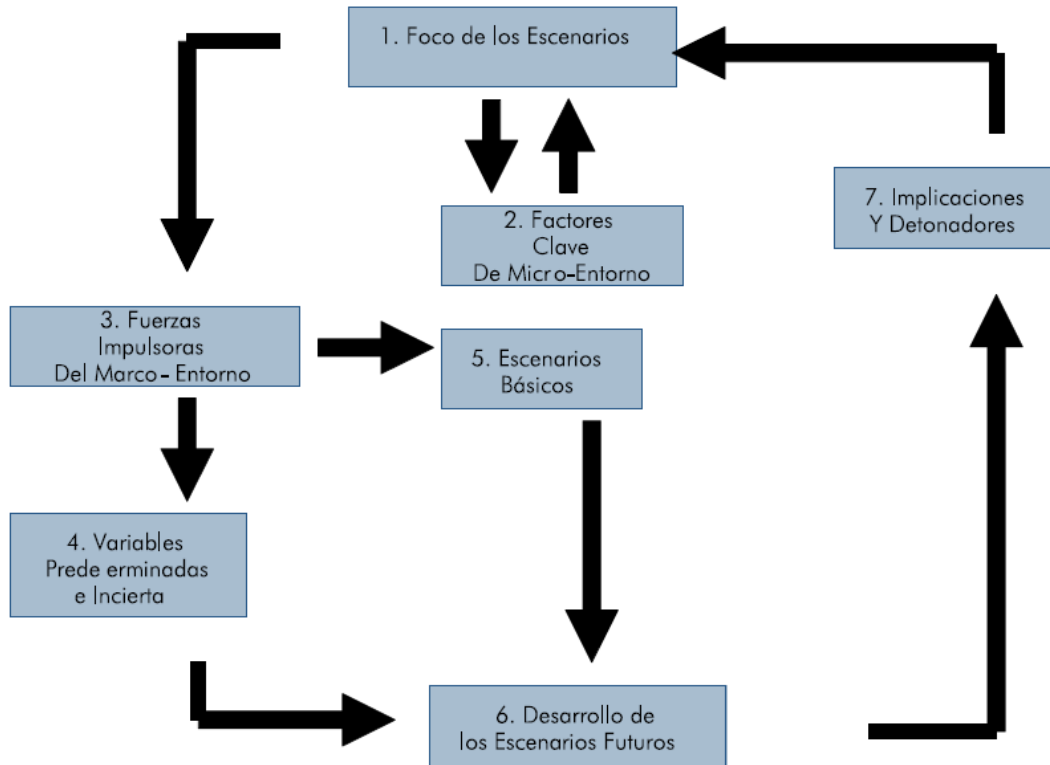 1. Foco de los Escenarios
2. Factores
Clave
De Micro-Entorno
7. Implicaciones
Y Detonadores
3. Fuerzas
Impulsoras
Del Marco- Entorno
5. Escenarios
Básicos
4. Variables
Prede erminadas
e Incierta
6. Desarrollo de
los Escenarios Futuros